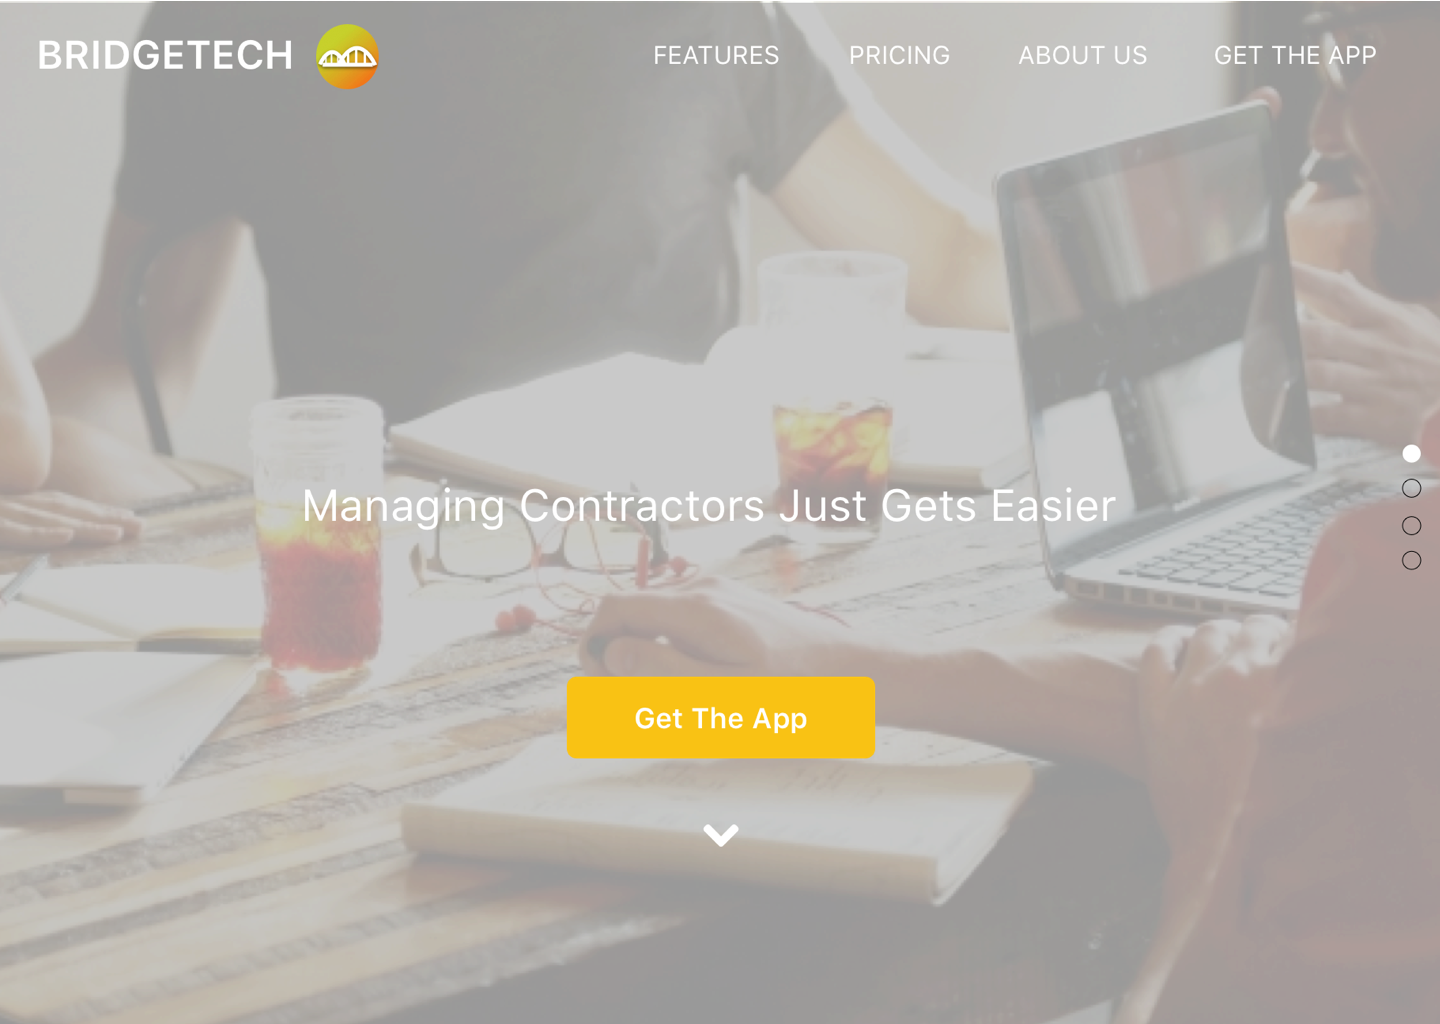 BRIDGETECH
FEATURES
PRICING
ABOUT US
GET THE APP
Managing Contractors Just Gets Easier
Get The App